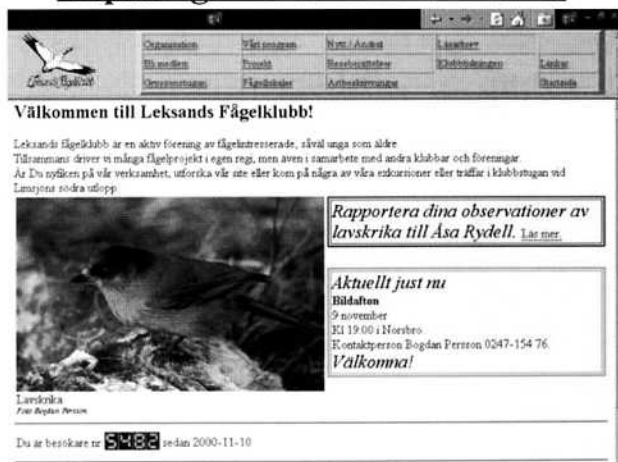 Organisation Vårt program Nytt / Ändrat Läsarbrev
Bli medlem Projekt Reseberättelser Klubbtidningen Länkar
Fågellokaler Artbeskrivningar Startsida
Välkommen till Leksands Fågelklubb!
Leksands fågelklubb är en aktiv förening av fågelintresserade, såväl unga som äldre
Tillsammans driver vi många fågelprojekt i egen regi, men även i samarbete med andra klubbar och föreningar.
Är Du nyfiken på vår verksamhet, utforska vår site eller kom på några av våra exkursioner eller träffar i klubbstugan vid
Limsjöns södra utlopp.
Rapportera dina observationer av
lavskrika till Åsa Rydell. Läs mer.
Aktuellt just nu
Bildafton
9 november
Kl 19.00 i Norsbro.
Kontaktperson Bogdan Persson 0247-154 76.
Välkomna!
Lavskrika
Foto Bogdan Persson
Du är besökare nr 5482 sedan 2000-11-10